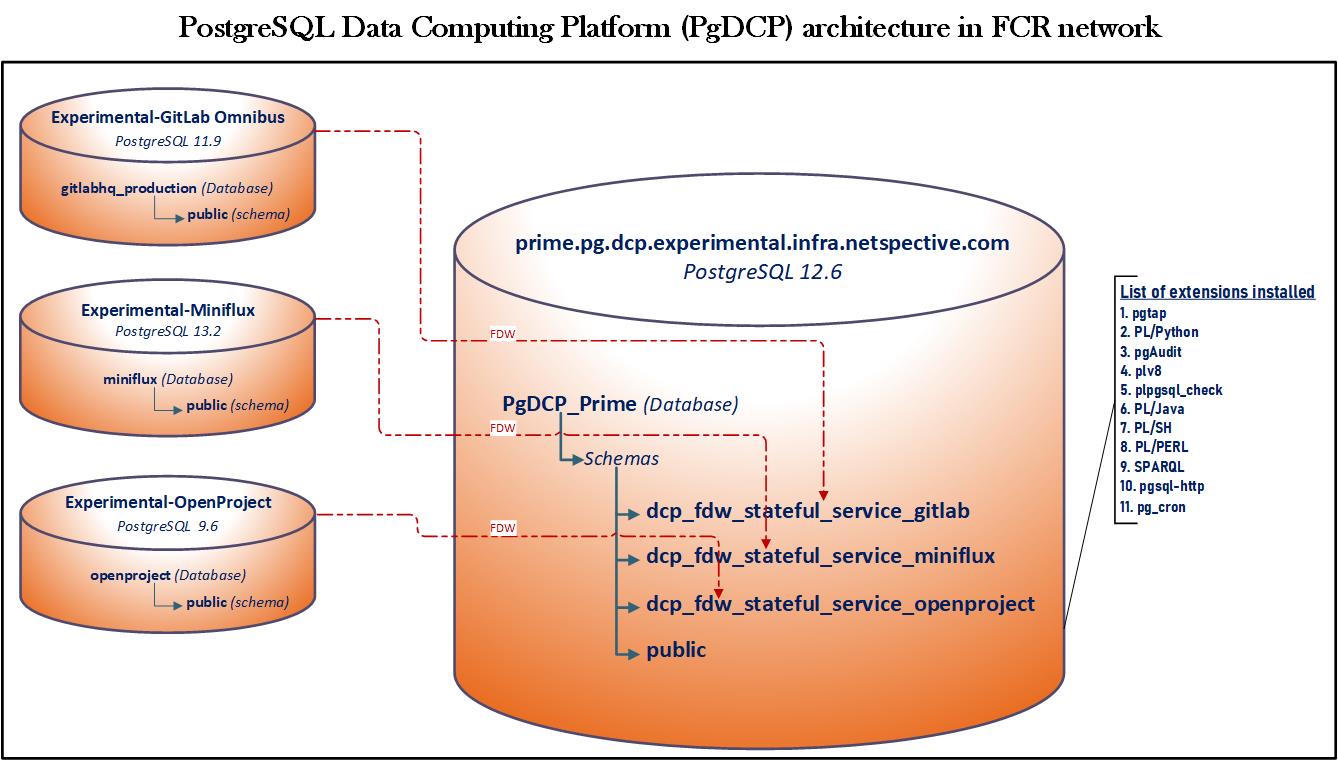 PostgreSQL Data Computing Platform (PgDCP) architecture in FCR network
Experimental-GitLab Omnibus
PostgreSQL 11.9
gitlabhq_production (Database)
public (schema)
Experimental-Miniflux
PostgreSQL 13.2
miniflux (Database)
public (schema)
Experimental-OpenProject
PostgreSQL 9.6
openproject (Database)
public (schema)
FDW
FDW
FDW
prime.pg.dcp.experimental.infra.netspective.com
PostgreSQL 12.6
PgDCP_Prime (Database)
Schemas
dcp_fdw_stateful_service_gitlab
dcp_fdw_stateful_service_miniflux
dcp_fdw_stateful_service_openproject
public
List of extensions installed
1. pgtap
2. PL/Python
3. pgAudit
4. plv8
5. plpgsql_check
6. PL/Java
7. PL/SH
8. PL/PERL
9. SPARQL
10. pgsql-http
11. pg_cron